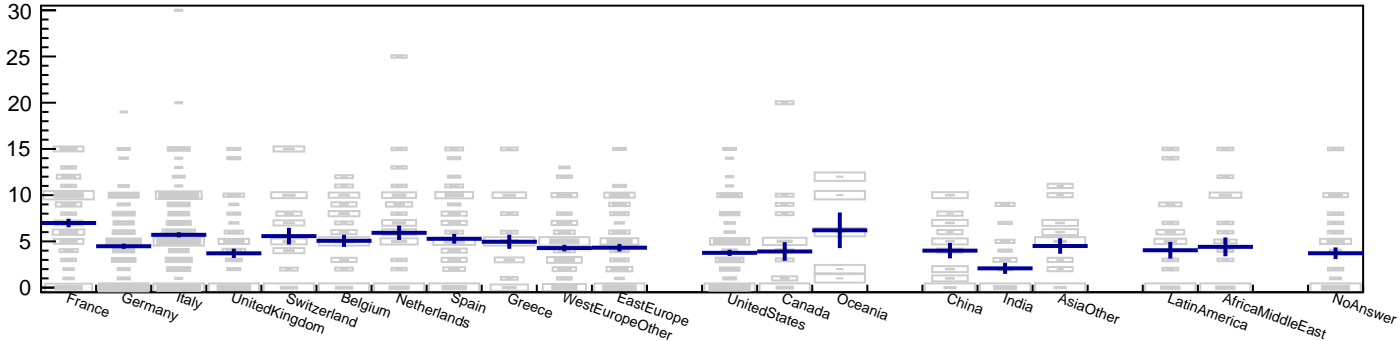 30
25
20
15
10
5
0
France
Germany
Italy
UnitedKingdom
Switzerland
Belgium
Netherlands
Spain
Greece
WestEuropeOther
EastEurope
UnitedStates
Canada
Oceania
China
India
AsiaOther
LatinAmerica
AfricaMiddleEast
NoAnswer